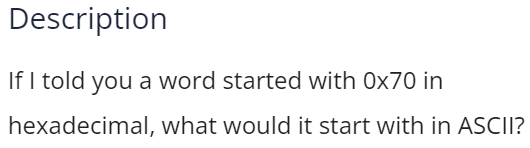 Description
If I told you a word started with 0x70 in
hexadecimal, what would it start with in ASCII?